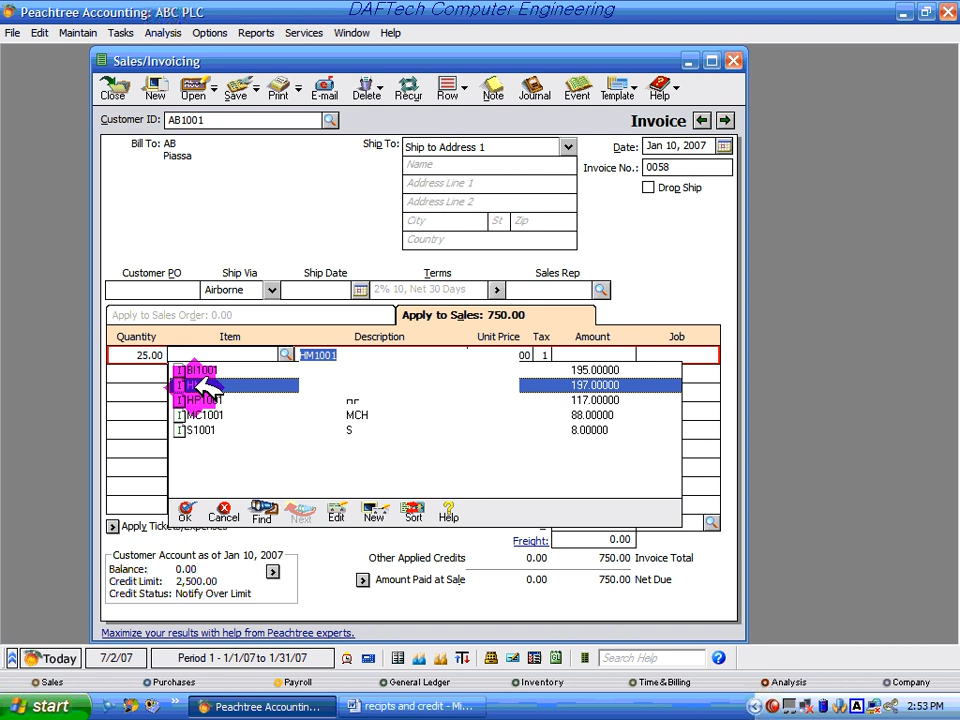 Peachtree Accounting: ABC PLC
DAFTech Computer Engineering
File Edit Maintain Tasks Analysis Options Reports Services Window Help
Sales/Invoicing
Close New Open Save Print E-mail Delete Recur Row Note Journal Event Template Help
Customer ID: AB1001
Invoice
Bill To: AB
Piassa
Ship To: Ship to Address 1
Name
Address Line 1
Address Line 2
City St Zip
Country
Date: Jan 10, 2007
Invoice No.: 0058
Drop Ship
Customer PO Ship Via Ship Date Terms Sales Rep
Airborne 2% 10, Net 30 Days
Apply to Sales Order: 0.00 Apply to Sales: 750.00
Quantity Item Description Unit Price Tax Amount Job
25.00 HM1001 00 1
BI1001 195.00000
197.00000
HP1001 117.00000
MC1001 MCH 88.00000
S1001 S 8.00000
OK Cancel Find Next Edit New Sort Help
Apply Tickets/Expenses
Freight: 0.00
Customer Account as of Jan 10, 2007
Balance: 0.00
Credit Limit: 2,500.00
Credit Status: Notify Over Limit
Other Applied Credits 0.00 750.00 Invoice Total
Amount Paid at Sale 0.00 750.00 Net Due
Maximize your results with help from Peachtree experts.
Today 7/2/07 Period 1 - 1/1/07 to 1/31/07 Search Help
Sales Purchases Payroll General Ledger Inventory Time & Billing Analysis Company
start Peachtree Accountin... recipts and credit - Mi... 2:53 PM